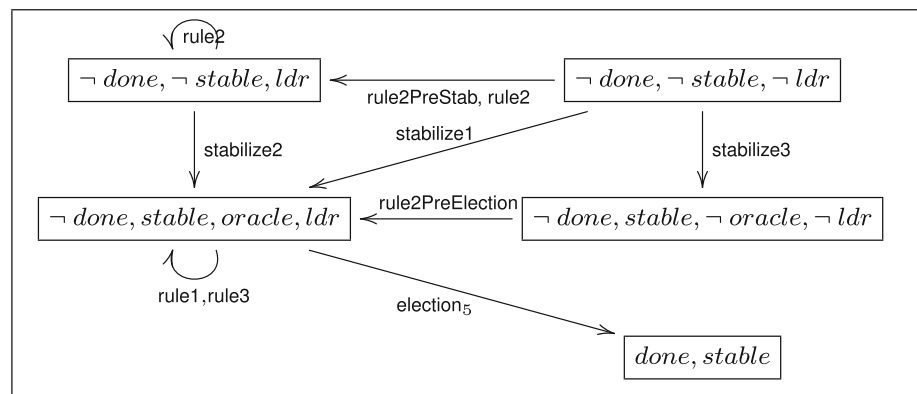 rule2
¬ done, ¬ stable, ldr
¬ done, ¬ stable, ¬ ldr
rule2PreStab, rule2
stabilize1
stabilize2
stabilize3
¬ done, stable, oracle, ldr
rule2PreElection
¬ done, stable, ¬ oracle, ¬ ldr
rule1,rule3
election₅
done, stable